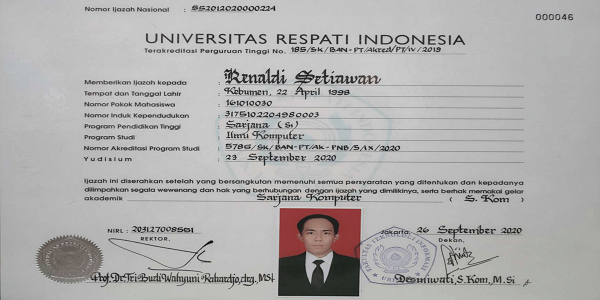 Nomor Ijazah Nasional : 552012020000224
000046
UNIVERSITAS RESPATI INDONESIA
Terakreditasi Perguruan Tinggi No. 185/SK/BAN-PT/Akred/PT/IV/2019
Memberikan Ijazah kepada : Renaldi Setiawan
Tempat dan Tanggal Lahir : Kebumen, 22 April 1998
Nomor Pokok Mahasiswa : 161010030
Nomor Induk Kependudukan : 3175102204980003
Program Pendidikan Tinggi : Sarjana (S1)
Program Studi : Ilmu Komputer
Nomor Akreditasi Program Studi : 5786/SK/BAN-PT/AK-PNB/S/IX/2020
Yudisium : 23 September 2020
Ijazah ini diserahkan setelah yang bersangkutan memenuhi semua persyaratan yang ditentukan dan kepadanya
dilimpahkan segala wewenang dan hak yang berhubungan dengan ijazah yang dimilikinya, serta berhak memakai gelar
akademik Sarjana Komputer ( S. Kom )
NIRL : 2031270085G1
REKTOR,
Jakarta, 26 September 2020
Dekan,
Prof. Dr. Tri Budi Wahyuni Rahardjo, drg. MS
Desniwati, S. Kom, M. Si